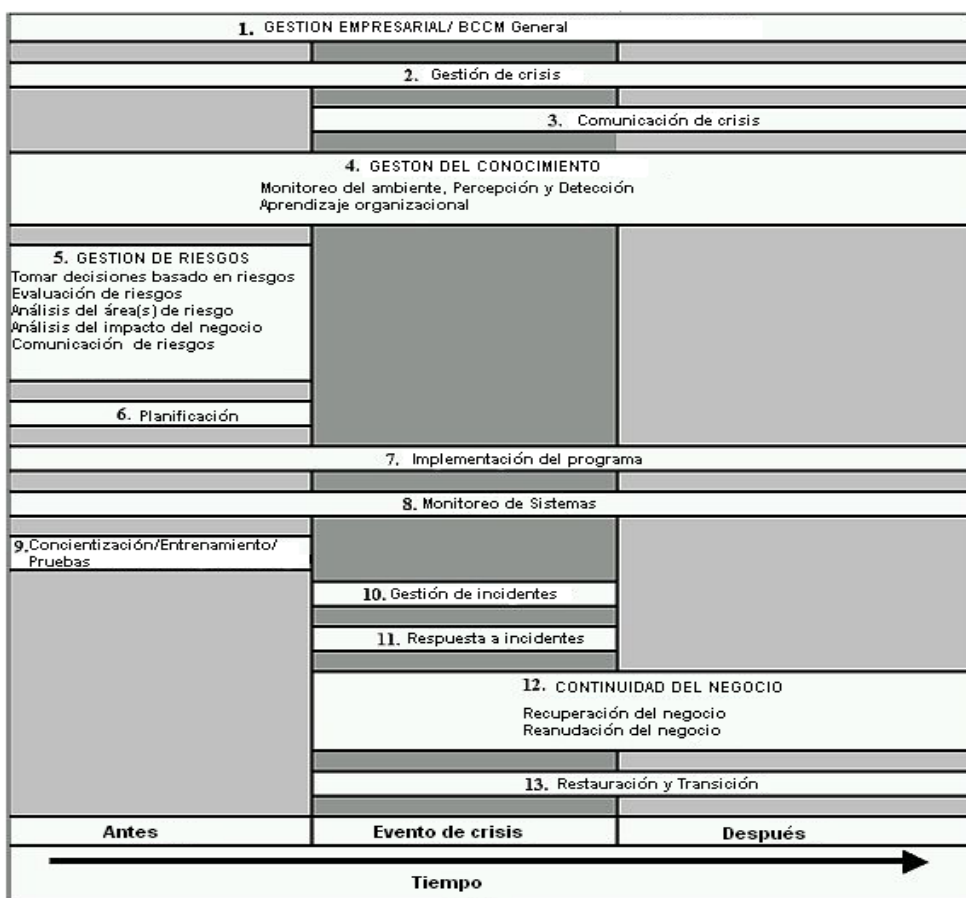 1. GESTION EMPRESARIAL/ BCCM General
2. Gestión de crisis
3. Comunicación de crisis
4. GESTON DEL CONOCIMIENTO
Monitoreo del ambiente, Percepción y Detección
Aprendizaje organizacional
5. GESTION DE RIESGOS
Tomar decisiones basado en riesgos
Evaluación de riesgos
Análisis del área(s) de riesgo
Análisis del impacto del negocio
Comunicación de riesgos
6. Planificación
7. Implementación del programa
8. Monitoreo de Sistemas
9. Concientización/Entrenamiento/
Pruebas
10. Gestión de incidentes
11. Respuesta a incidentes
12. CONTINUIDAD DEL NEGOCIO
Recuperación del negocio
Reanudación del negocio
13. Restauración y Transición
Antes Evento de crisis Después
Tiempo